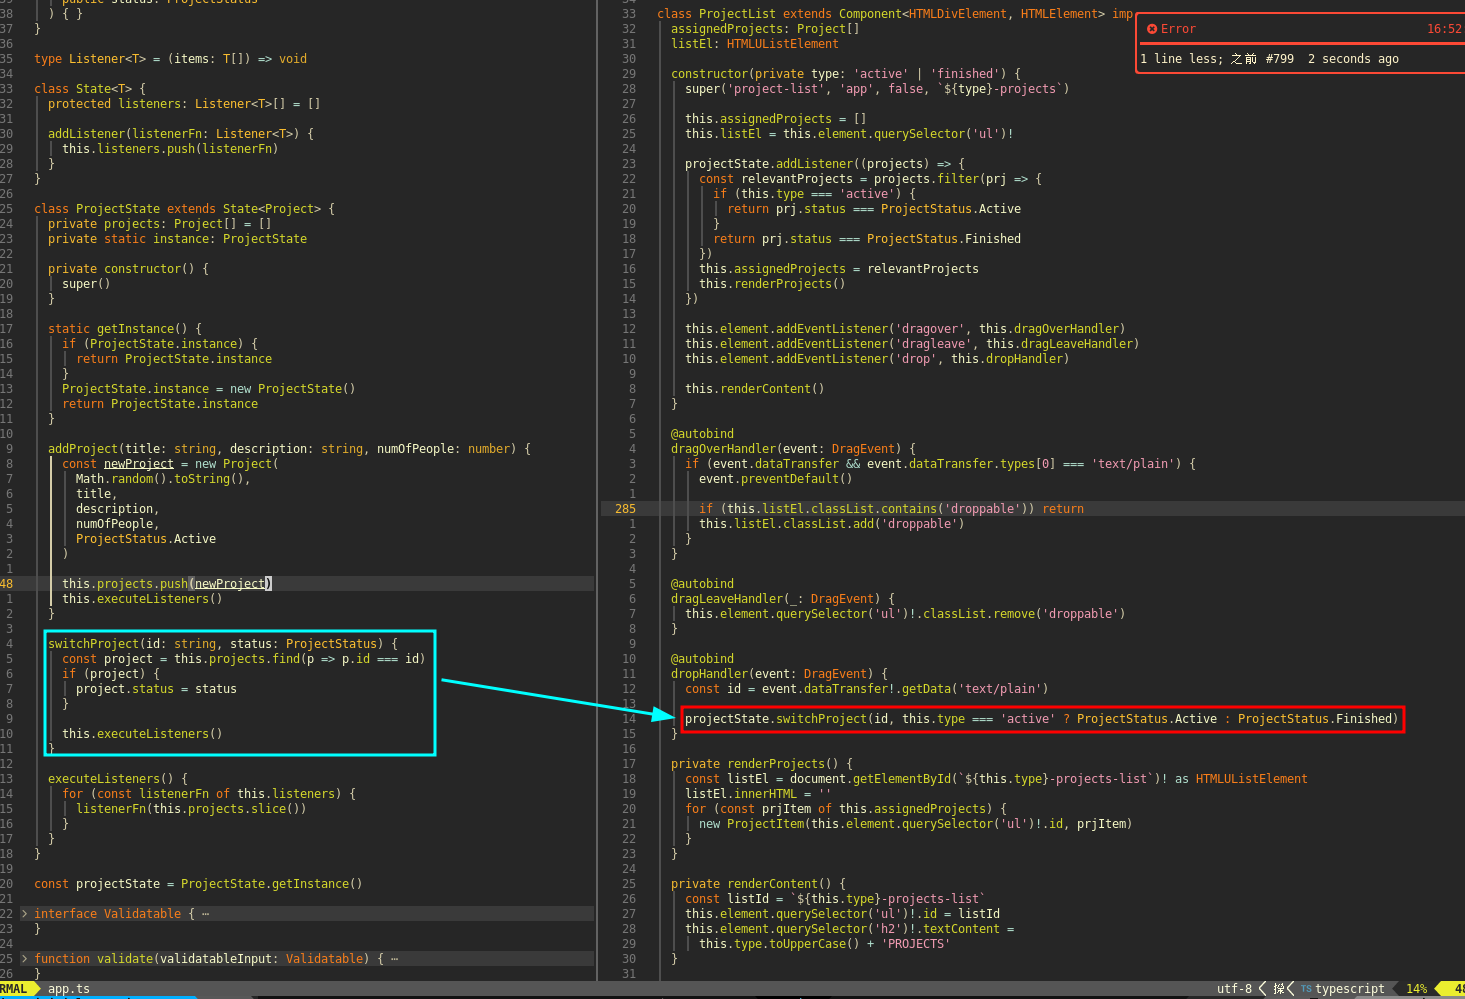 39 public status: ProjectStatus
38 ) { }
37 }
36
35 type Listener<T> = (items: T[]) => void
34
33 class State<T> {
32 protected listeners: Listener<T>[] = []
31
30 addListener(listenerFn: Listener<T>) {
29 this.listeners.push(listenerFn)
28 }
27 }
26
25 class ProjectState extends State<Project> {
24 private projects: Project[] = []
23 private static instance: ProjectState
22
21 private constructor() {
20 super()
19 }
18
17 static getInstance() {
16 if (ProjectState.instance) {
15 return ProjectState.instance
14 }
13 ProjectState.instance = new ProjectState()
12 return ProjectState.instance
11 }
10
9 addProject(title: string, description: string, numOfPeople: number) {
8 const newProject = new Project(
7 Math.random().toString(),
6 title,
5 description,
4 numOfPeople,
3 ProjectStatus.Active
2 )
1
48 this.projects.push(newProject)
1 this.executeListeners()
2 }
3
4 switchProject(id: string, status: ProjectStatus) {
5 const project = this.projects.find(p => p.id === id)
6 if (project) {
7 project.status = status
8 }
9
10 this.executeListeners()
11 }
12
13 executeListeners() {
14 for (const listenerFn of this.listeners) {
15 listenerFn(this.projects.slice())
16 }
17 }
18 }
19
20 const projectState = ProjectState.getInstance()
21
22 > interface Validatable { ⋯
23 }
24
25 > function validate(validatableInput: Validatable) { ⋯
26 }
34
33 class ProjectList extends Component<HTMLDivElement, HTMLElement> imp
32 assignedProjects: Project[]
31 listEl: HTMLUListElement
30
29 constructor(private type: 'active' | 'finished') {
28 super('project-list', 'app', false, `${type}-projects`)
27
26 this.assignedProjects = []
25 this.listEl = this.element.querySelector('ul')!
24
23 projectState.addListener((projects) => {
22 const relevantProjects = projects.filter(prj => {
21 if (this.type === 'active') {
20 return prj.status === ProjectStatus.Active
19 }
18 return prj.status === ProjectStatus.Finished
17 })
16 this.assignedProjects = relevantProjects
15 this.renderProjects()
14 })
13
12 this.element.addEventListener('dragover', this.dragOverHandler)
11 this.element.addEventListener('dragleave', this.dragLeaveHandler)
10 this.element.addEventListener('drop', this.dropHandler)
9
8 this.renderContent()
7 }
6
5 @autobind
4 dragOverHandler(event: DragEvent) {
3 if (event.dataTransfer && event.dataTransfer.types[0] === 'text/plain') {
2 event.preventDefault()
1
285 if (this.listEl.classList.contains('droppable')) return
1 this.listEl.classList.add('droppable')
2 }
3 }
4
5 @autobind
6 dragLeaveHandler(_: DragEvent) {
7 this.element.querySelector('ul')!.classList.remove('droppable')
8 }
9
10 @autobind
11 dropHandler(event: DragEvent) {
12 const id = event.dataTransfer!.getData('text/plain')
13
14 projectState.switchProject(id, this.type === 'active' ? ProjectStatus.Active : ProjectStatus.Finished)
15 }
16
17 private renderProjects() {
18 const listEl = document.getElementById(`${this.type}-projects-list`)! as HTMLUListElement
19 listEl.innerHTML = ''
20 for (const prjItem of this.assignedProjects) {
21 new ProjectItem(this.element.querySelector('ul')!.id, prjItem)
22 }
23 }
24
25 private renderContent() {
26 const listId = `${this.type}-projects-list`
27 this.element.querySelector('ul')!.id = listId
28 this.element.querySelector('h2')!.textContent =
29 this.type.toUpperCase() + 'PROJECTS'
30 }
31
Error 16:52
1 line less; 之前 #799 2 seconds ago
RMAL app.ts utf-8 TS typescript 14% 48